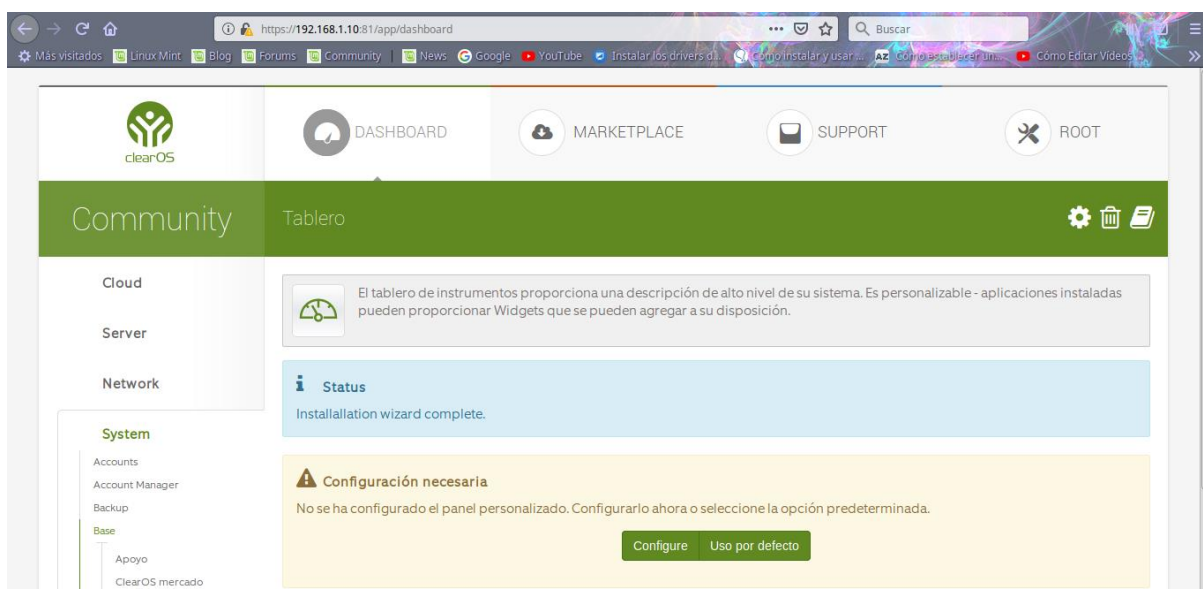 https://192.168.1.10:81/app/dashboard
Buscar
Más visitados Linux Mint Blog Forums Community | News Google YouTube Instalar los drivers d... Cómo instalar y usar ... Cómo establecer un... Cómo Editar Vídeos
clearOS
DASHBOARD
MARKETPLACE
SUPPORT
ROOT
Community
Tablero
Cloud
Server
Network
System
Accounts
Account Manager
Backup
Base
Apoyo
ClearOS mercado
El tablero de instrumentos proporciona una descripción de alto nivel de su sistema. Es personalizable - aplicaciones instaladas
pueden proporcionar Widgets que se pueden agregar a su disposición.
Status
Installallation wizard complete.
Configuración necesaria
No se ha configurado el panel personalizado. Configurarlo ahora o seleccione la opción predeterminada.
Configure Uso por defecto